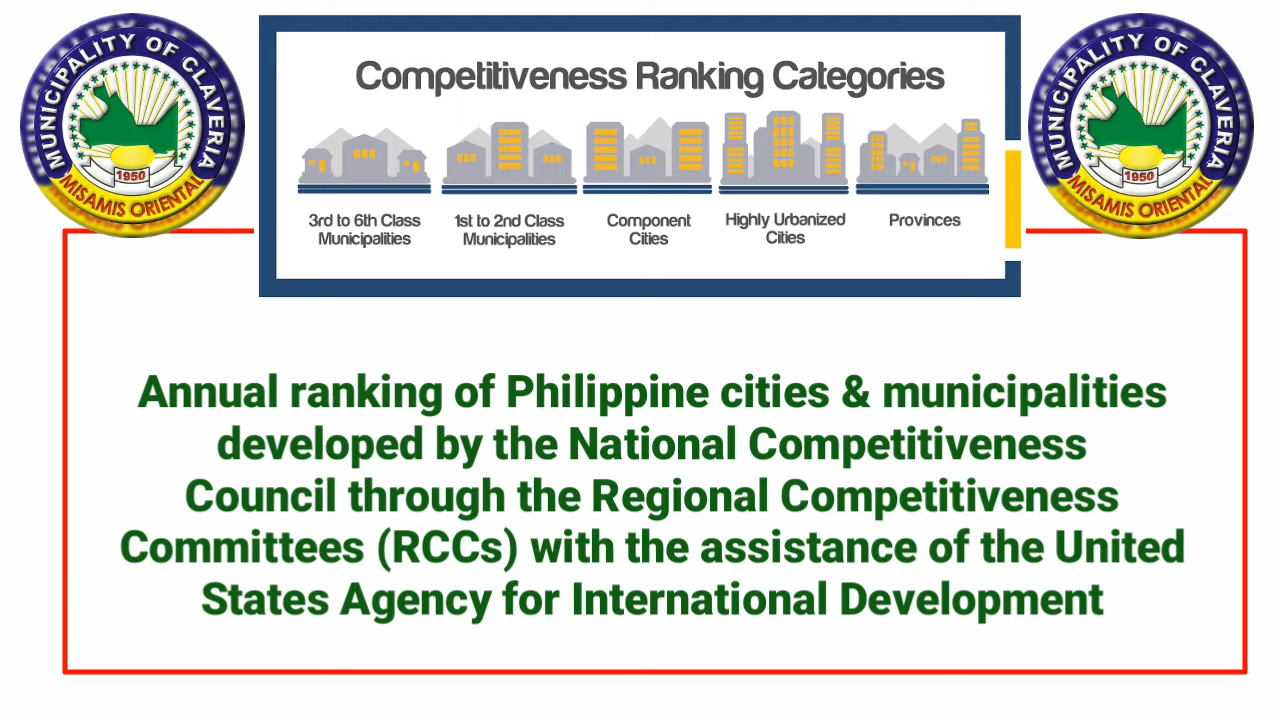 MUNICIPALITY OF CLAVERIA
1950
MISAMIS ORIENTAL
Competitiveness Ranking Categories
3rd to 6th Class
Municipalities
1st to 2nd Class
Municipalities
Component
Cities
Highly Urbanized
Cities
Provinces
MUNICIPALITY OF CLAVERIA
1950
MISAMIS ORIENTAL
Annual ranking of Philippine cities & municipalities
developed by the National Competitiveness
Council through the Regional Competitiveness
Committees (RCCs) with the assistance of the United
States Agency for International Development